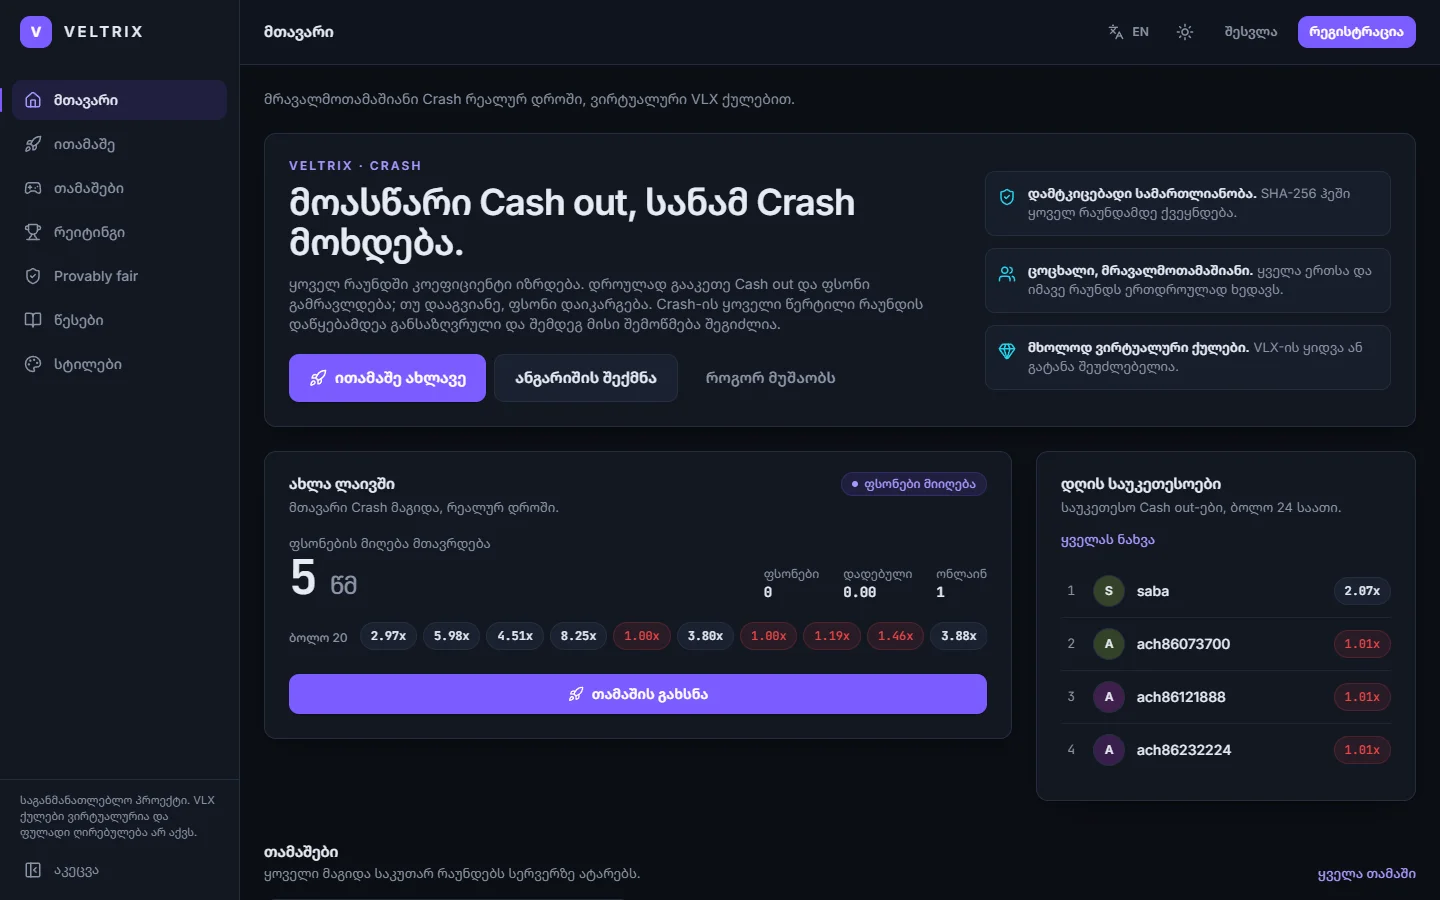 V VELTRIX
მთავარი
ითამაშე
თამაშები
რეიტინგი
Provably fair
წესები
სტილები
საგანმანათლებლო პროექტი. VLX
ქულები ვირტუალურია და
ფულადი ღირებულება არ აქვს.
აკეცვა
მთავარი
EN
შესვლა
რეგისტრაცია
მრავალმოთამაშიანი Crash რეალურ დროში, ვირტუალური VLX ქულებით.
VELTRIX · CRASH
მოასწარი Cash out, სანამ Crash
მოხდება.
ყოველ რაუნდში კოეფიციენტი იზრდება. დროულად გააკეთე Cash out და ფსონი
გამრავლდება; თუ დააგვიანე, ფსონი დაიკარგება. Crash-ის ყოველი წერტილი რაუნდის
დაწყებამდეა განსაზღვრული და შემდეგ მისი შემოწმება შეგიძლია.
ითამაშე ახლავე
ანგარიშის შექმნა
როგორ მუშაობს
დამტკიცებადი სამართლიანობა. SHA-256 ჰეში
ყოველ რაუნდამდე ქვეყნდება.
ცოცხალი, მრავალმოთამაშიანი. ყველა ერთსა და
იმავე რაუნდს ერთდროულად ხედავს.
მხოლოდ ვირტუალური ქულები. VLX-ის ყიდვა ან
გატანა შეუძლებელია.
ახლა ლაივში
ფსონები მიიღება
მთავარი Crash მაგიდა, რეალურ დროში.
ფსონების მიღება მთავრდება
5 წმ
ფსონები დადებული ონლაინ
0 0.00 1
ბოლო 20 2.97x 5.98x 4.51x 8.25x 1.00x 3.80x 1.00x 1.19x 1.46x 3.88x
თამაშის გახსნა
დღის საუკეთესოები
საუკეთესო Cash out-ები, ბოლო 24 საათი.
ყველას ნახვა
1 S saba 2.07x
2 A ach86073700 1.01x
3 A ach86121888 1.01x
4 A ach86232224 1.01x
თამაშები
ყოველი მაგიდა საკუთარ რაუნდებს სერვერზე ატარებს.
ყველა თამაში